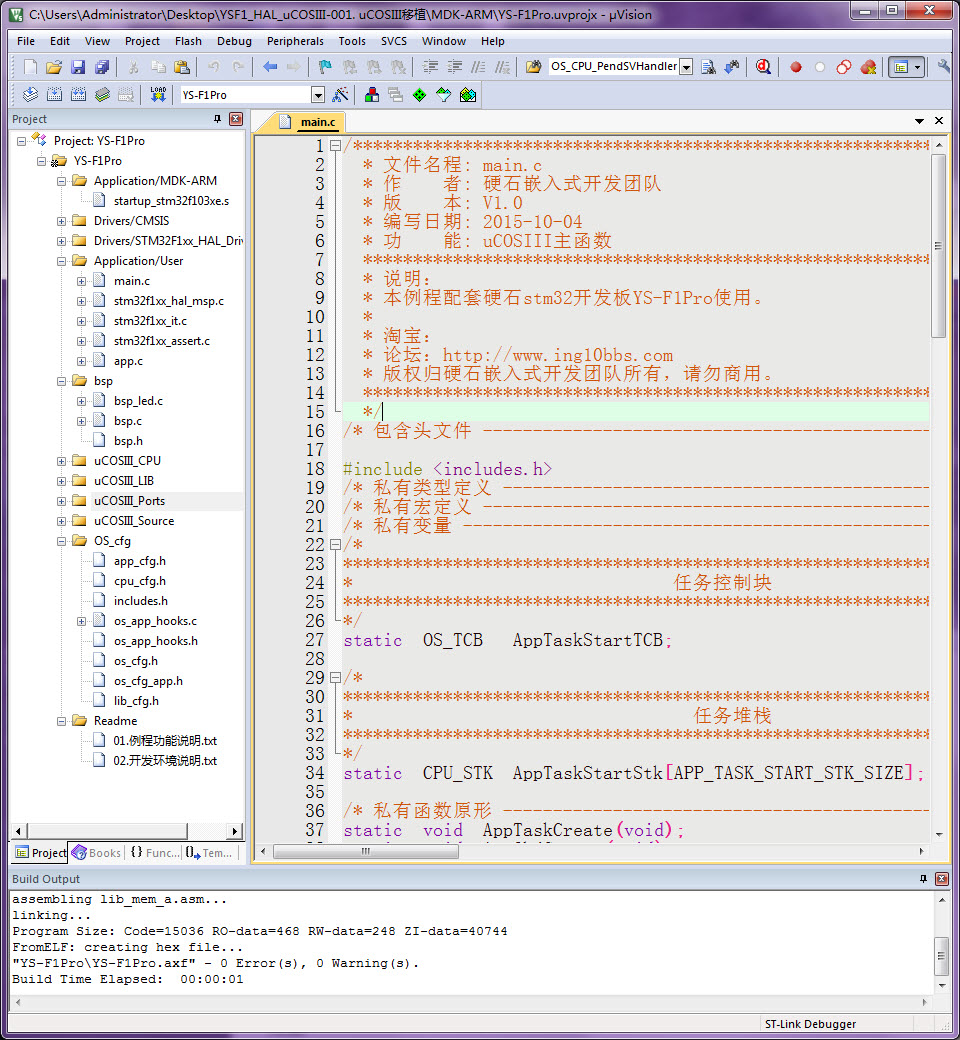 C:\Users\Administrator\Desktop\YSF1_HAL_uCOSIII-001. uCOSIII移植\MDK-ARM\YS-F1Pro.uvprojx - µVision
File Edit View Project Flash Debug Peripherals Tools SVCS Window Help
OS_CPU_PendSVHandler
LOAD YS-F1Pro
Project
Project: YS-F1Pro
YS-F1Pro
Application/MDK-ARM
startup_stm32f103xe.s
Drivers/CMSIS
Drivers/STM32F1xx_HAL_Driv
Application/User
main.c
stm32f1xx_hal_msp.c
stm32f1xx_it.c
stm32f1xx_assert.c
app.c
bsp
bsp_led.c
bsp.c
bsp.h
uCOSIII_CPU
uCOSIII_LIB
uCOSIII_Ports
uCOSIII_Source
OS_cfg
app_cfg.h
cpu_cfg.h
includes.h
os_app_hooks.c
os_app_hooks.h
os_cfg.h
os_cfg_app.h
lib_cfg.h
Readme
01.例程功能说明.txt
02.开发环境说明.txt
Project Books {} Func... Tem...
main.c
1 /***********************************************************
2 * 文件名程: main.c
3 * 作 者: 硬石嵌入式开发团队
4 * 版 本: V1.0
5 * 编写日期: 2015-10-04
6 * 功 能: uCOSIII主函数
7 *********************************************************
8 * 说明：
9 * 本例程配套硬石stm32开发板YS-F1Pro使用。
10 *
11 * 淘宝：
12 * 论坛：http://www.ing10bbs.com
13 * 版权归硬石嵌入式开发团队所有，请勿商用。
14 *********************************************************
15 */
16 /* 包含头文件 ---------------------------------------------
17
18 #include <includes.h>
19 /* 私有类型定义 -------------------------------------------
20 /* 私有宏定义 ---------------------------------------------
21 /* 私有变量 -----------------------------------------------
22 /*
23 ***********************************************************
24 * 任务控制块
25 ***********************************************************
26 */
27 static OS_TCB AppTaskStartTCB;
28
29 /*
30 ***********************************************************
31 * 任务堆栈
32 ***********************************************************
33 */
34 static CPU_STK AppTaskStartStk[APP_TASK_START_STK_SIZE];
35
36 /* 私有函数原形 -------------------------------------------
37 static void AppTaskCreate(void);
Build Output
assembling lib_mem_a.asm...
linking...
Program Size: Code=15036 RO-data=468 RW-data=248 ZI-data=40744
FromELF: creating hex file...
"YS-F1Pro\YS-F1Pro.axf" - 0 Error(s), 0 Warning(s).
Build Time Elapsed: 00:00:01
ST-Link Debugger